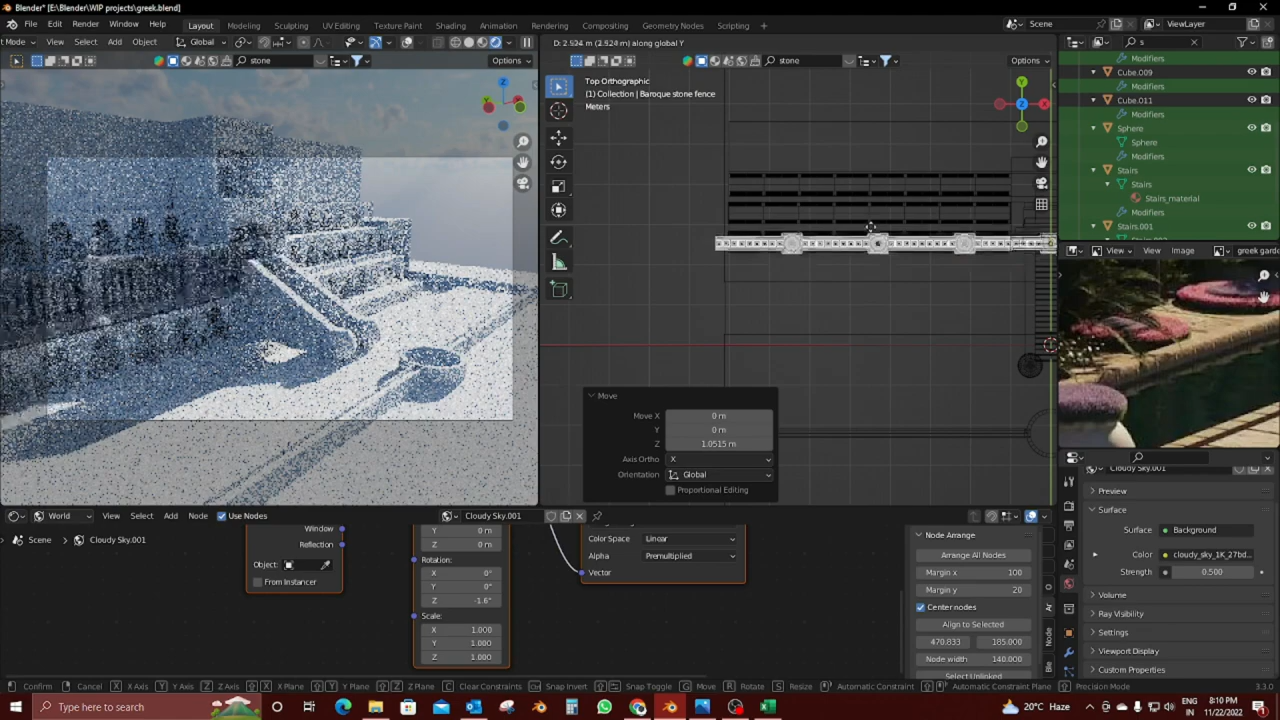 Blender* [E:\Blender\WIP projects\greek.blend]
File Edit Render Window Help
Layout Modeling Sculpting UV Editing Texture Paint Shading Animation Rendering Compositing Geometry Nodes Scripting
Scene ViewLayer
Mode View Select Add Object Global
D: 2.524 m (2.524 m) along global Y
s
stone Options
stone Options
Top Orthographic
(1) Collection | Baroque stone fence
Meters
Y
X
Z
Z
Modifiers
Cube.009
Modifiers
Cube.011
Modifiers
Sphere
Sphere
Modifiers
Stairs
Stairs
Stairs_material
Modifiers
Stairs.001
View View Image greek garde
Move
Move X 0 m
Y 0 m
Z 1.0515 m
Axis Ortho X
Orientation Global
Proportional Editing
World View Select Add Node Use Nodes Cloudy Sky.001
Scene Cloudy Sky.001
Window
Reflection
Object:
From Instancer
Y 0 m
Z 0 m
Rotation:
X 0°
Y 0°
Z -1.6°
Scale:
X 1.000
Y 1.000
Z 1.000
Color Space Linear
Alpha Premultiplied
Vector
Node Arrange
Arrange All Nodes
Margin x 100
Margin y 20
Center nodes
Align to Selected
470.833 185.000
Node width 140.000
Select Unlinked
Ar
Node
Cloudy Sky.001
Preview
Surface
Surface Background
Color cloudy_sky_1K_27bd...
Strength 0.500
Volume
Ray Visibility
Settings
Viewport Display
Custom Properties
Confirm Cancel X X Axis Y Y Axis Z Z Axis X X Plane Y Y Plane Z Z Plane C Clear Constraints Ctrl Snap Invert Snap Toggle G Move R Rotate S Resize Automatic Constraint Automatic Constraint Plane Precision Mode
3.3.0
Type here to search
20°C Haze
ENG
IN
8:10 PM
11/22/2022